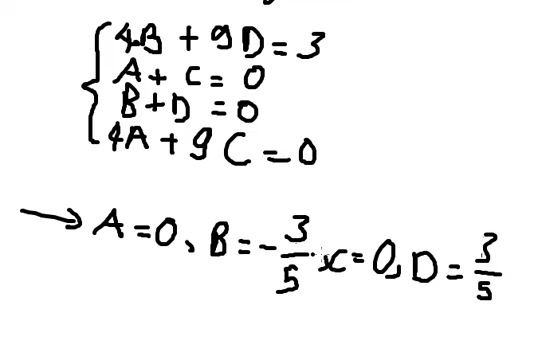 4B + 9D = 3
A + C = 0
B + D = 0
4A + 9C = 0
→ A = 0, B = -3/5, C = 0, D = 3/5